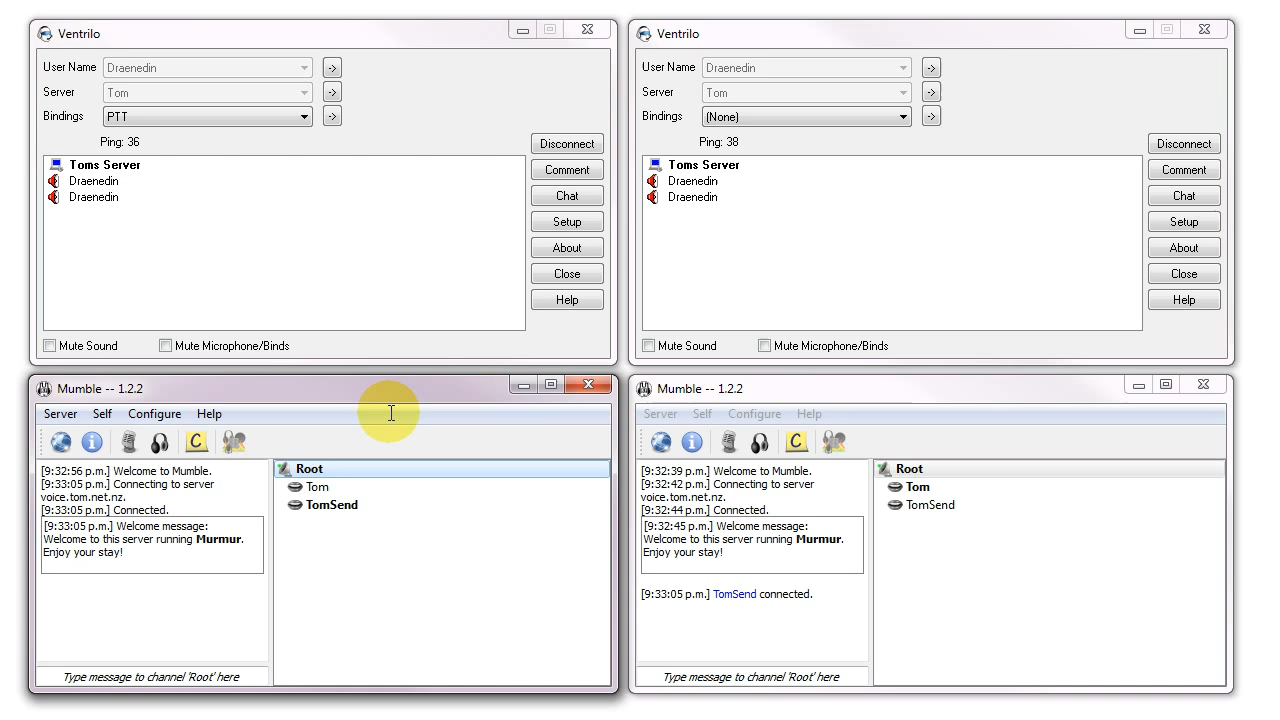 Ventrilo
User Name Draenedin ->
Server Tom ->
Bindings PTT ->
Ping: 36
Disconnect
Toms Server
Comment
Draenedin
Draenedin
Chat
Setup
About
Close
Help
Mute Sound Mute Microphone/Binds
Ventrilo
User Name Draenedin ->
Server Tom ->
Bindings (None) ->
Ping: 38
Disconnect
Toms Server
Comment
Draenedin
Draenedin
Chat
Setup
About
Close
Help
Mute Sound Mute Microphone/Binds
Mumble -- 1.2.2
Server Self Configure Help
C
[9:32:56 p.m.] Welcome to Mumble.
[9:33:05 p.m.] Connecting to server
voice.tom.net.nz.
[9:33:05 p.m.] Connected.
[9:33:05 p.m.] Welcome message:
Welcome to this server running Murmur.
Enjoy your stay!
Type message to channel 'Root' here
Root
Tom
TomSend
Mumble -- 1.2.2
Server Self Configure Help
C
[9:32:39 p.m.] Welcome to Mumble.
[9:32:42 p.m.] Connecting to server
voice.tom.net.nz.
[9:32:44 p.m.] Connected.
[9:32:45 p.m.] Welcome message:
Welcome to this server running Murmur.
Enjoy your stay!
[9:33:05 p.m.] TomSend connected.
Type message to channel 'Root' here
Root
Tom
TomSend